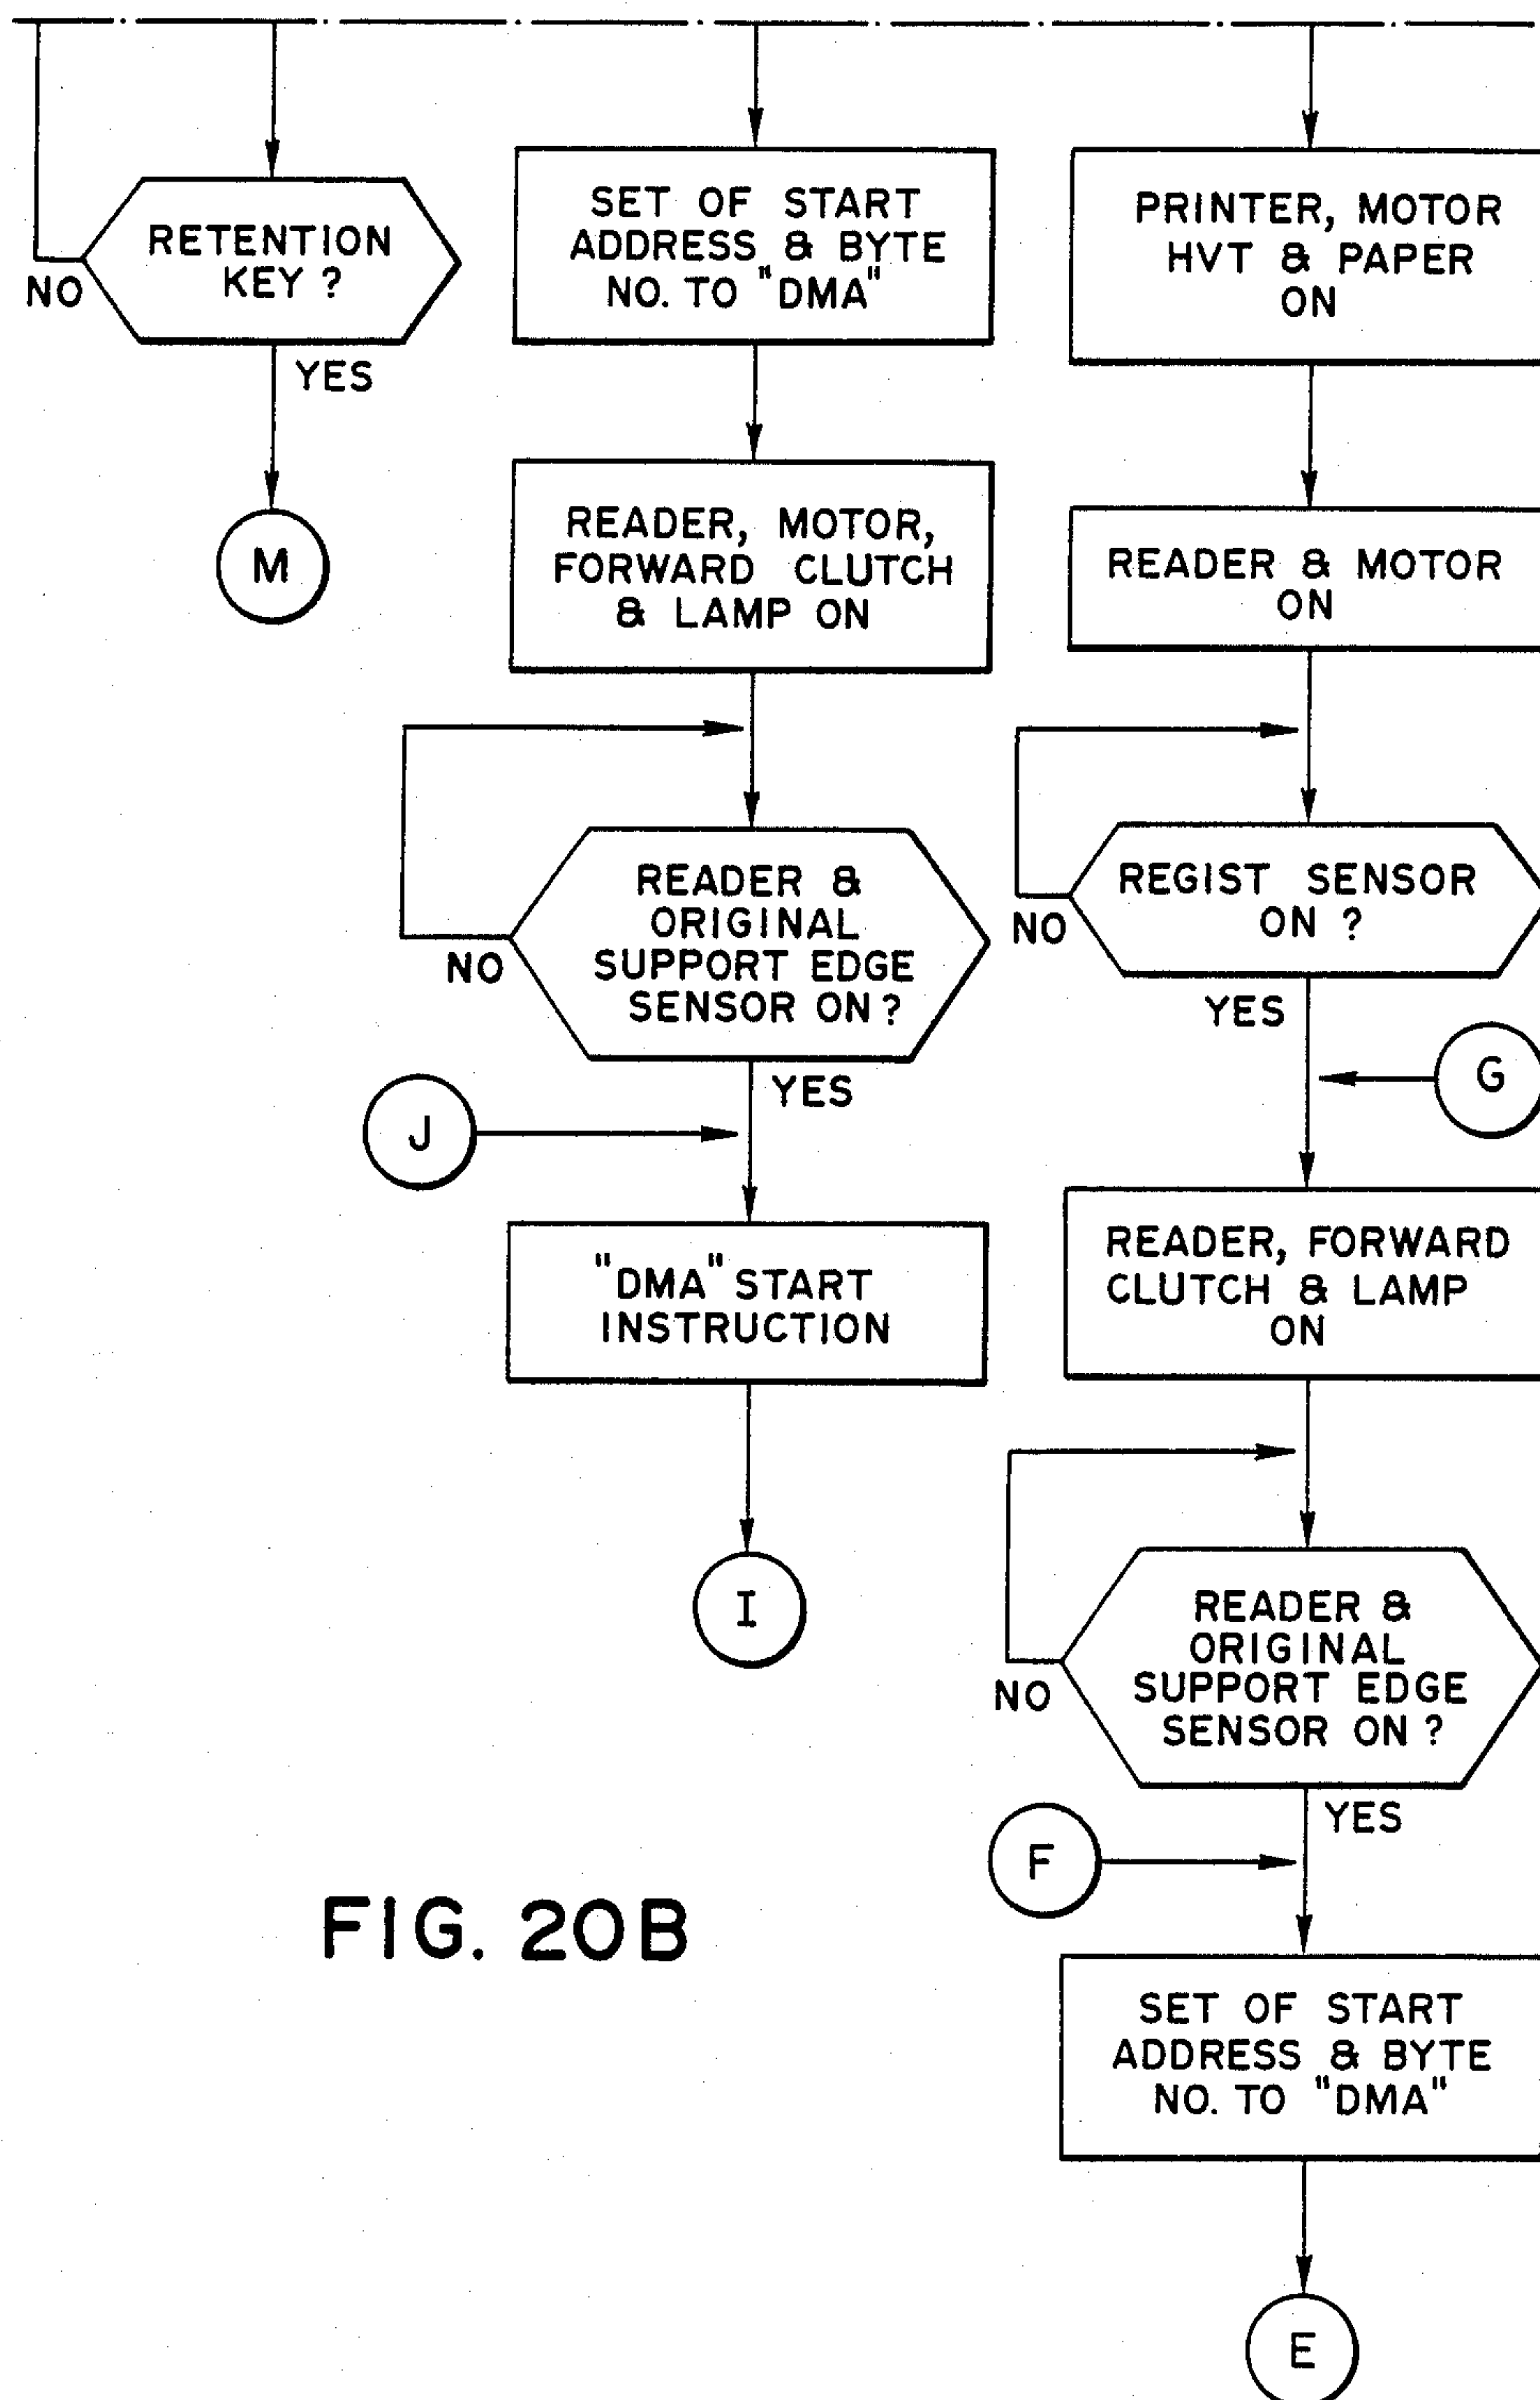 RETENTION
KEY ?
NO
YES
M
SET OF START
ADDRESS & BYTE
NO. TO "DMA"
READER, MOTOR,
FORWARD CLUTCH
& LAMP ON
READER &
ORIGINAL
SUPPORT EDGE
SENSOR ON ?
NO
YES
J
"DMA" START
INSTRUCTION
I
PRINTER, MOTOR
HVT & PAPER
ON
READER & MOTOR
ON
REGIST SENSOR
ON ?
NO
YES
G
READER, FORWARD
CLUTCH & LAMP
ON
READER &
ORIGINAL
SUPPORT EDGE
SENSOR ON ?
NO
YES
F
SET OF START
ADDRESS & BYTE
NO. TO "DMA"
E
FIG. 20B